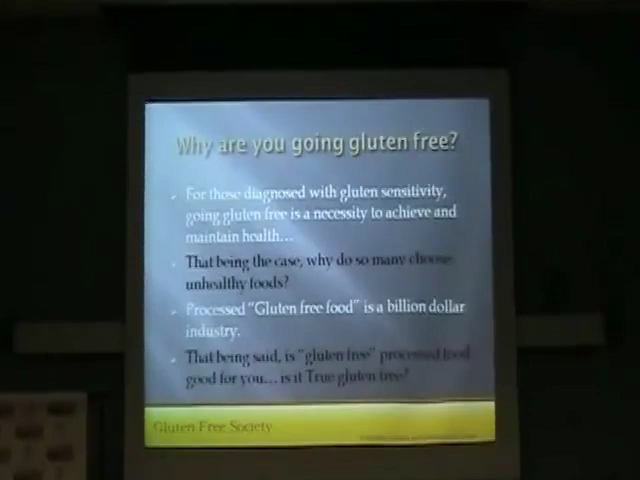 Why are you going gluten free?
For those diagnosed with gluten sensitivity,
going gluten free is a necessity to achieve and
maintain health...
That being the case, why do so many choose
unhealthy foods?
Processed "Gluten free food" is a billion dollar
industry.
That being said, is "gluten free" processed food
good for you... is it True gluten free?
Gluten Free Society